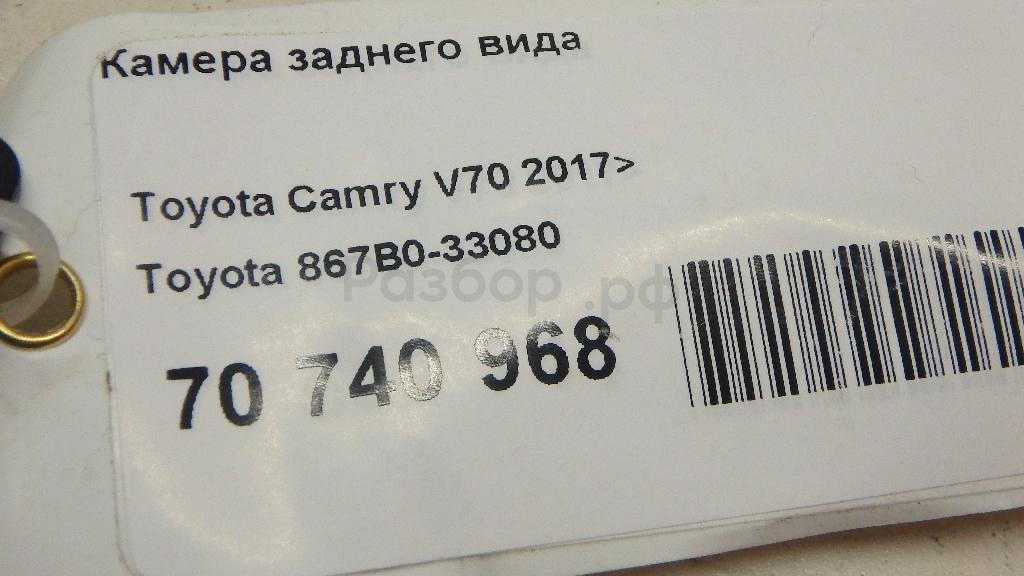 Камера заднего вида
Toyota Camry V70 2017>
Toyota 867B0-33080
Разбор.рф
70 740 968